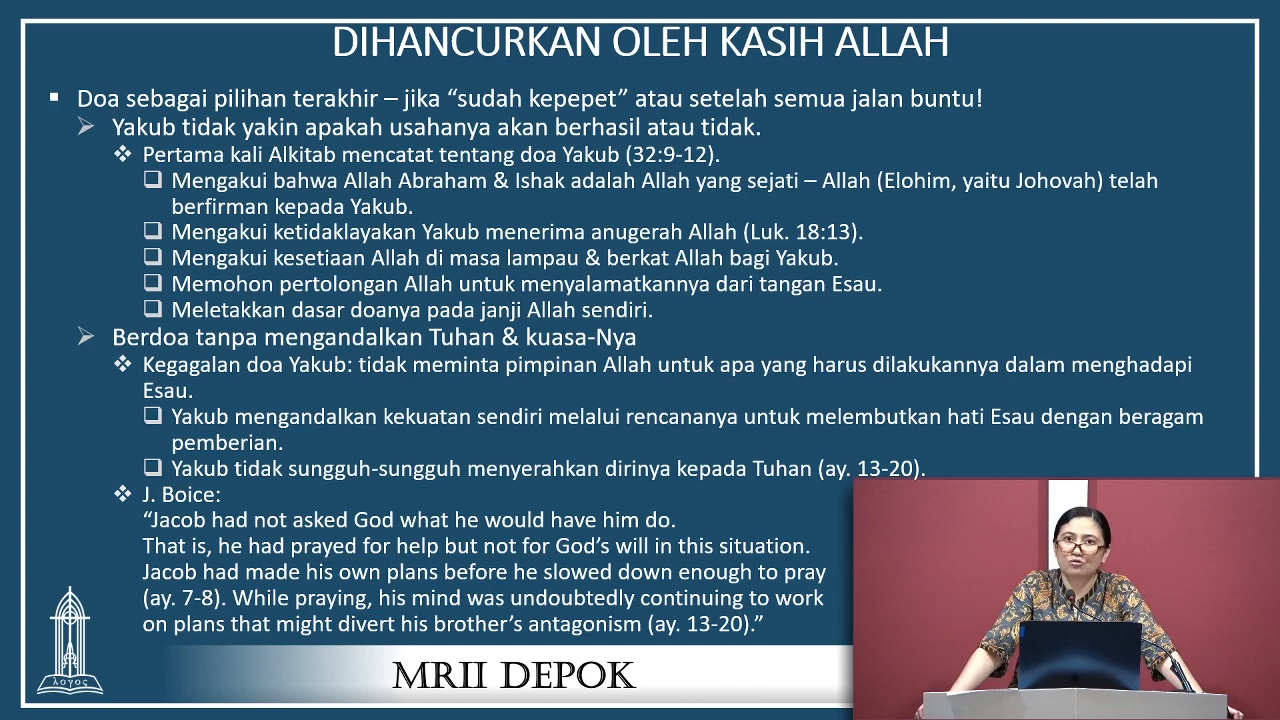 DIHANCURKAN OLEH KASIH ALLAH
▪ Doa sebagai pilihan terakhir – jika “sudah kepepet” atau setelah semua jalan buntu!
➢ Yakub tidak yakin apakah usahanya akan berhasil atau tidak.
❖ Pertama kali Alkitab mencatat tentang doa Yakub (32:9-12).
❑ Mengakui bahwa Allah Abraham & Ishak adalah Allah yang sejati – Allah (Elohim, yaitu Johovah) telah
berfirman kepada Yakub.
❑ Mengakui ketidaklayakan Yakub menerima anugerah Allah (Luk. 18:13).
❑ Mengakui kesetiaan Allah di masa lampau & berkat Allah bagi Yakub.
❑ Memohon pertolongan Allah untuk menyalamatkannya dari tangan Esau.
❑ Meletakkan dasar doanya pada janji Allah sendiri.
➢ Berdoa tanpa mengandalkan Tuhan & kuasa-Nya
❖ Kegagalan doa Yakub: tidak meminta pimpinan Allah untuk apa yang harus dilakukannya dalam menghadapi
Esau.
❑ Yakub mengandalkan kekuatan sendiri melalui rencananya untuk melembutkan hati Esau dengan beragam
pemberian.
❑ Yakub tidak sungguh-sungguh menyerahkan dirinya kepada Tuhan (ay. 13-20).
❖ J. Boice:
“Jacob had not asked God what he would have him do.
That is, he had prayed for help but not for God’s will in this situation.
Jacob had made his own plans before he slowed down enough to pray
(ay. 7-8). While praying, his mind was undoubtedly continuing to work
on plans that might divert his brother’s antagonism (ay. 13-20).”
λογος
MRII DEPOK